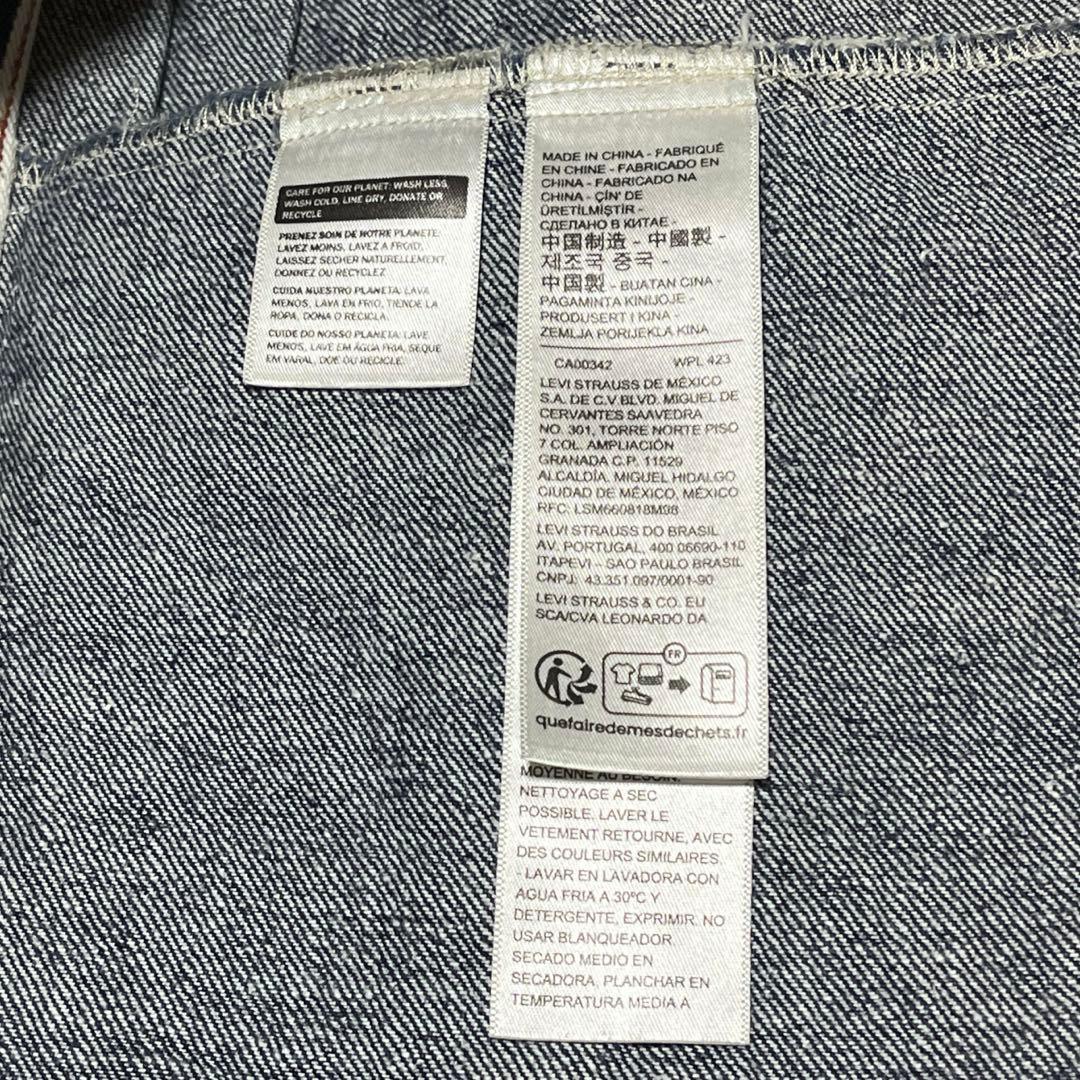 CARE FOR OUR PLANET: WASH LESS,
WASH COLD, LINE DRY, DONATE OR
RECYCLE
PRENEZ SOIN DE NOTRE PLANETE:
LAVEZ MOINS, LAVEZ A FROID,
LAISSEZ SECHER NATURELLEMENT,
DONNEZ OU RECYCLEZ
CUIDA NUESTRO PLANETA: LAVA
MENOS, LAVA EN FRIO, TIENDE LA
ROPA, DONA O RECICLA.
CUIDE DO NOSSO PLANETA: LAVE
MENOS, LAVE EM ÁGUA FRIA, SEQUE
EM VARAL, DOE OU RECICLE.
MADE IN CHINA - FABRIQUÉ
EN CHINE - FABRICADO EN
CHINA - FABRICADO NA
CHINA - ÇİN' DE
ÜRETİLMİŞTİR -
СДЕЛАНО В КИТАЕ -
中国制造 - 中國製 -
제조국 중국 -
中国製 - BUATAN CINA -
PAGAMINTA KINIJOJE -
PRODUSERT I KINA -
ZEMLJA PORIJEKLA KINA
CA00342 WPL 423
LEVI STRAUSS DE MÉXICO
S.A. DE C.V BLVD. MIGUEL DE
CERVANTES SAAVEDRA
NO. 301, TORRE NORTE PISO
7 COL. AMPLIACIÓN
GRANADA C.P. 11529
ALCALDÍA. MIGUEL HIDALGO
CIUDAD DE MÉXICO, MÉXICO
RFC: LSM660818M98
LEVI STRAUSS DO BRASIL
AV. PORTUGAL, 400 06690-110
ITAPEVI - SAO PAULO BRASIL
CNPJ: 43.351.097/0001-90
LEVI STRAUSS & CO. EU
SCA/CVA LEONARDO DA
FR
quefairedemesdechets.fr
MOYENNE AU BESOIN.
NETTOYAGE A SEC
POSSIBLE. LAVER LE
VETEMENT RETOURNE, AVEC
DES COULEURS SIMILAIRES.
- LAVAR EN LAVADORA CON
AGUA FRIA A 30ºC Y
DETERGENTE, EXPRIMIR. NO
USAR BLANQUEADOR.
SECADO MEDIO EN
SECADORA, PLANCHAR EN
TEMPERATURA MEDIA A